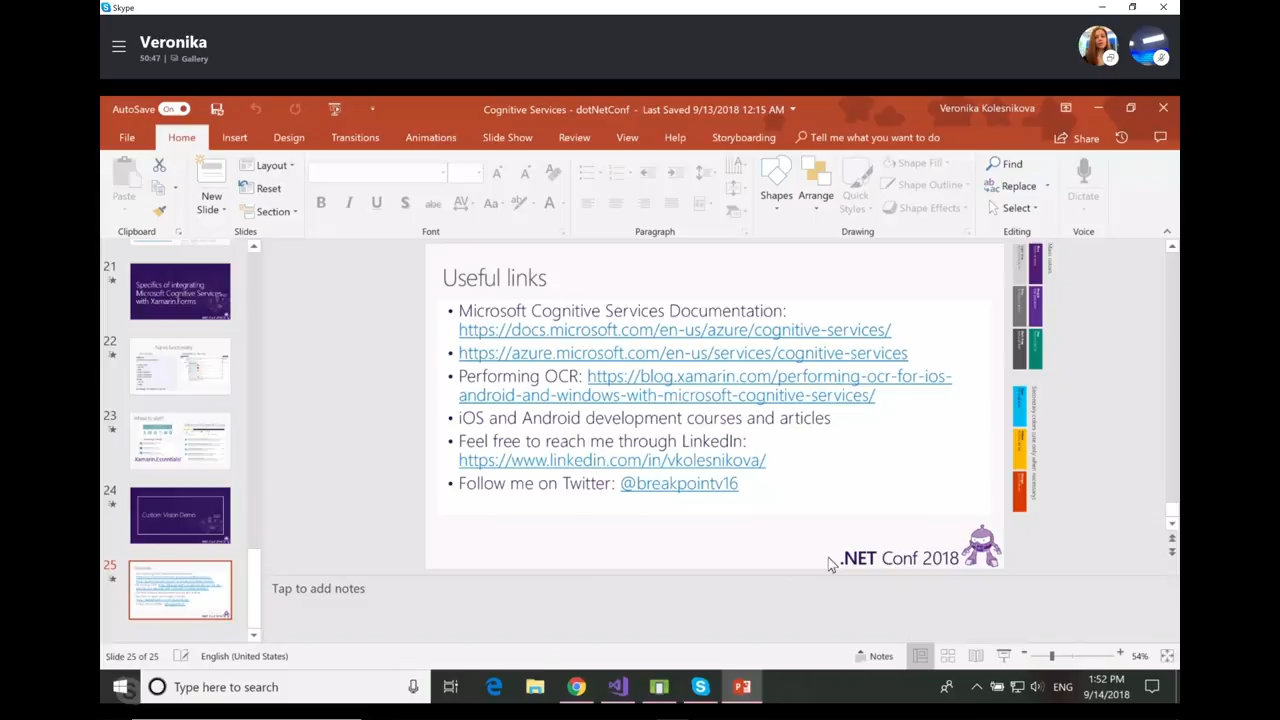 Skype
Veronika
50:47 | Gallery
AutoSave On
Cognitive Services - dotNetConf - Last Saved 9/13/2018 12:15 AM
Veronika Kolesnikova
File Home Insert Design Transitions Animations Slide Show Review View Help Storyboarding Tell me what you want to do Share
Paste
New
Slide
Layout
Reset
Section
Shapes
Arrange
Quick
Styles
Shape Fill
Shape Outline
Shape Effects
Find
Replace
Select
Dictate
Clipboard Slides Font Paragraph Drawing Editing Voice
21
Specifics of integrating
Microsoft Cognitive Services
with Xamarin.Forms
22
23
Xamarin.Essentials
24
Custom Vision Demo
25
Useful links
• Microsoft Cognitive Services Documentation:
https://docs.microsoft.com/en-us/azure/cognitive-services/
• https://azure.microsoft.com/en-us/services/cognitive-services
• Performing OCR: https://blog.xamarin.com/performing-ocr-for-ios-
android-and-windows-with-microsoft-cognitive-services/
• iOS and Android development courses and articles
• Feel free to reach me through LinkedIn:
https://www.linkedin.com/in/vkolesnikova/
• Follow me on Twitter: @breakpointv16
.NET Conf 2018
Tap to add notes
Slide 25 of 25 English (United States) Notes 54%
Type here to search
ENG
1:52 PM
9/14/2018